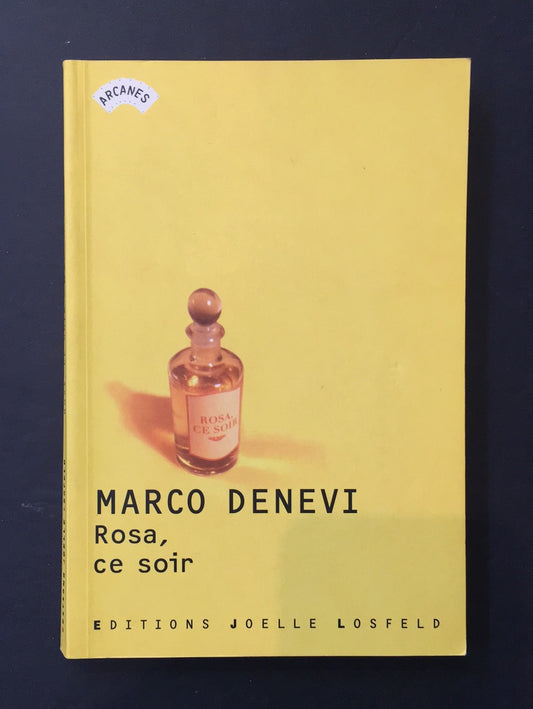 ARCANES
ROSA,
CE SOIR
MARCO DENEVI
Rosa,
ce soir
EDITIONS JOELLE LOSFELD